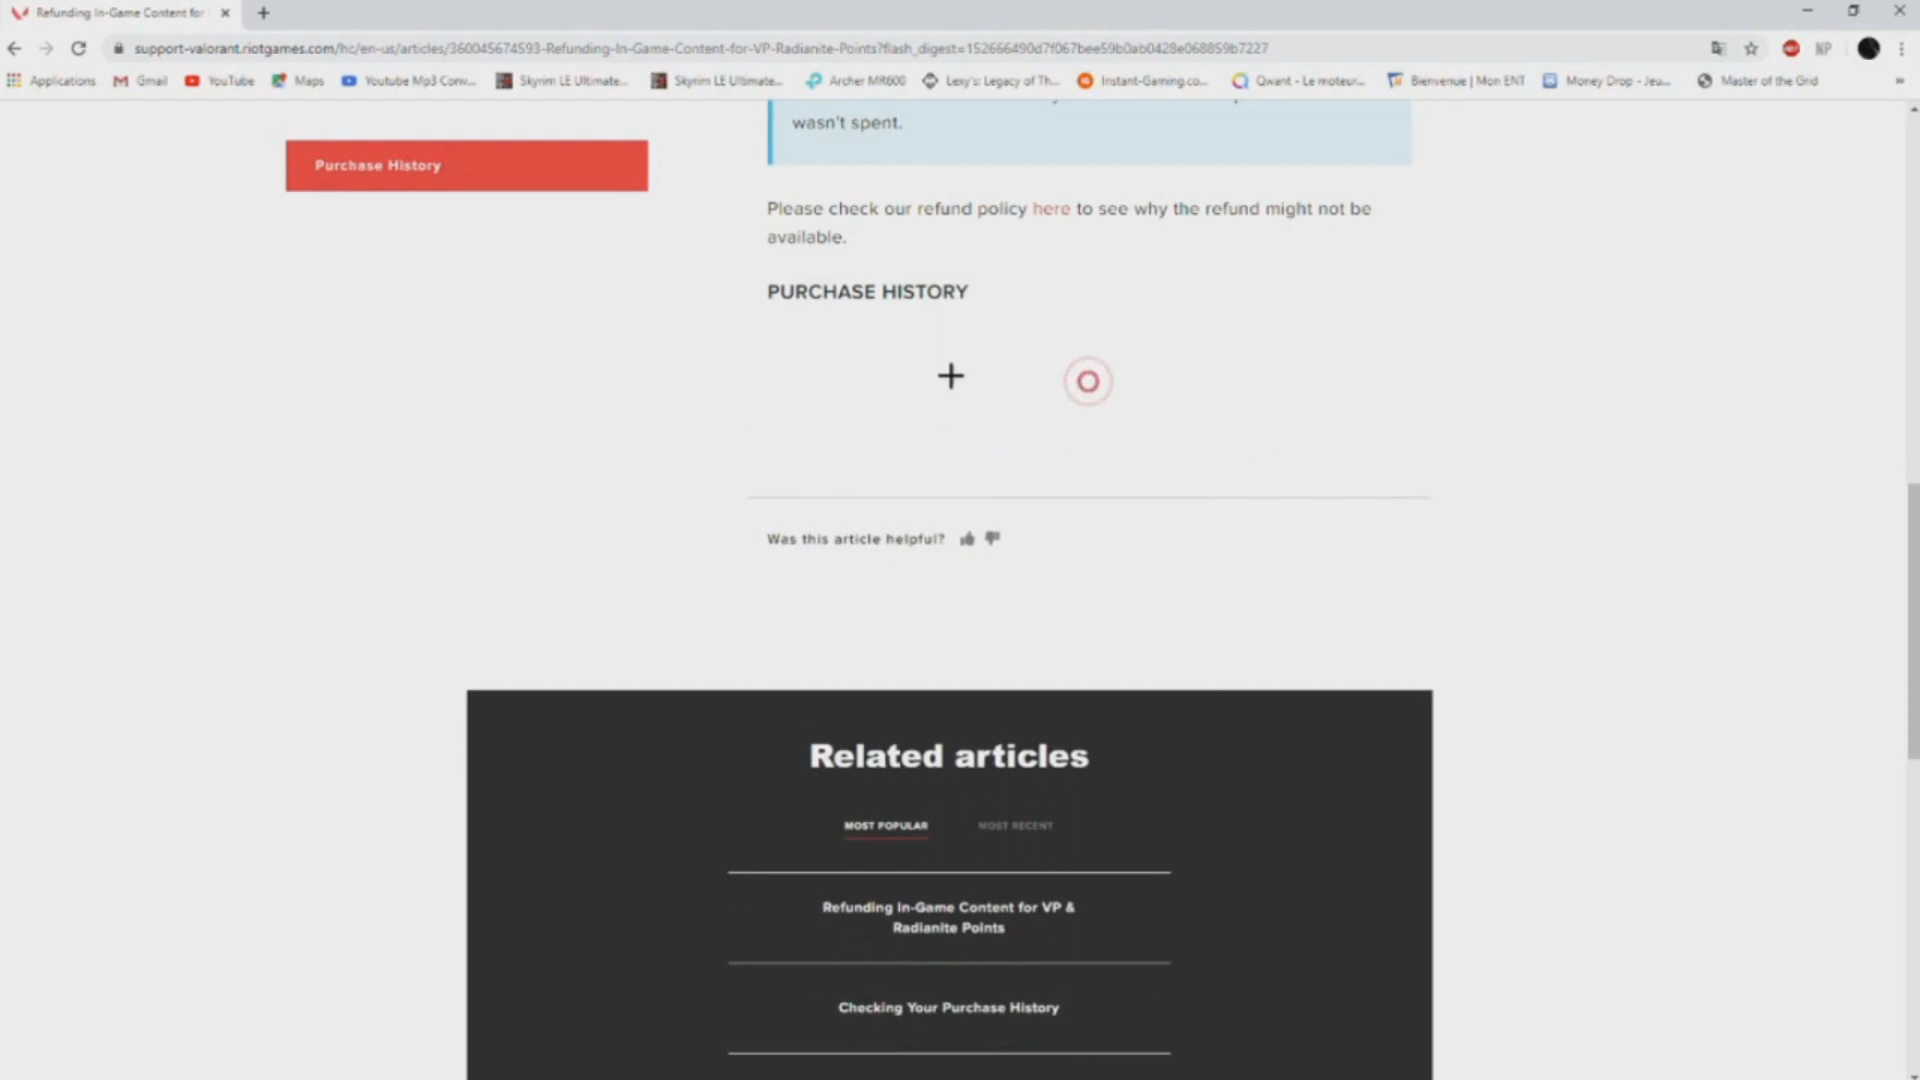 Refunding In-Game Content for
support-valorant.riotgames.com/hc/en-us/articles/360045674593-Refunding-In-Game-Content-for-VP-Radianite-Points?flash_digest=152666490d7f067bee59b0ab0428e068859b7227
NP
Applications
Gmail
YouTube
Maps
Youtube Mp3 Conv...
Skyrim LE Ultimate...
Skyrim LE Ultimate...
Archer MR600
Lexy's: Legacy of Th...
Instant-Gaming.co...
Qwant - Le moteur...
Bienvenue | Mon ENT
Money Drop - Jeu...
Master of the Grid
»
wasn't spent.
Purchase History
Please check our refund policy here to see why the refund might not be
available.
PURCHASE HISTORY
Was this article helpful?
Related articles
MOST POPULAR
MOST RECENT
Refunding In-Game Content for VP &
Radianite Points
Checking Your Purchase History